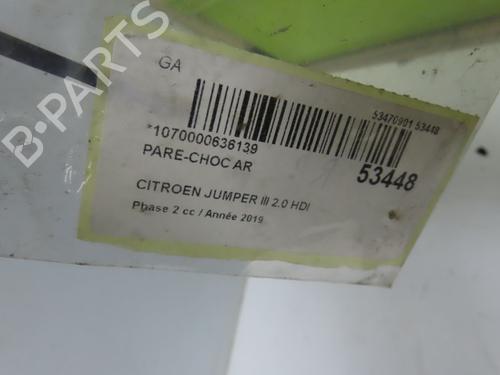 GA
53470901 53448
*1070000636139
PARE-CHOC AR
53448
CITROEN JUMPER III 2.0 HDI
Phase 2 cc / Année 2019
B-PARTS